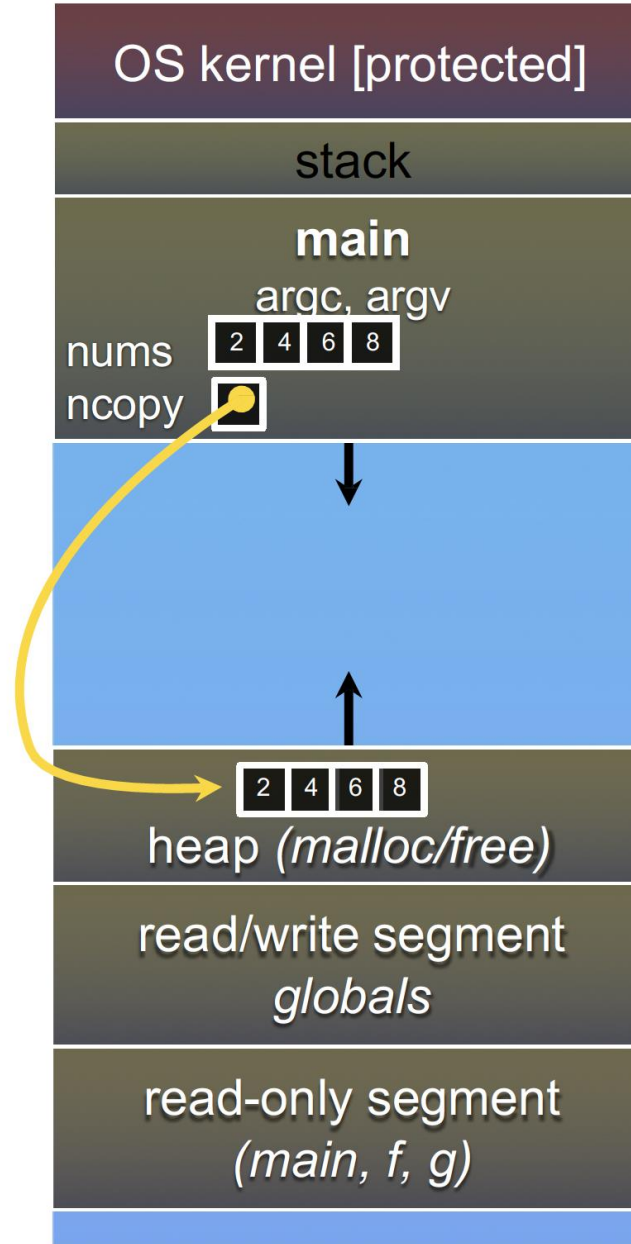 OS kernel [protected]
stack
main
argc, argv
nums 2 4 6 8
ncopy
2 4 6 8
heap (malloc/free)
read/write segment
globals
read-only segment
(main, f, g)